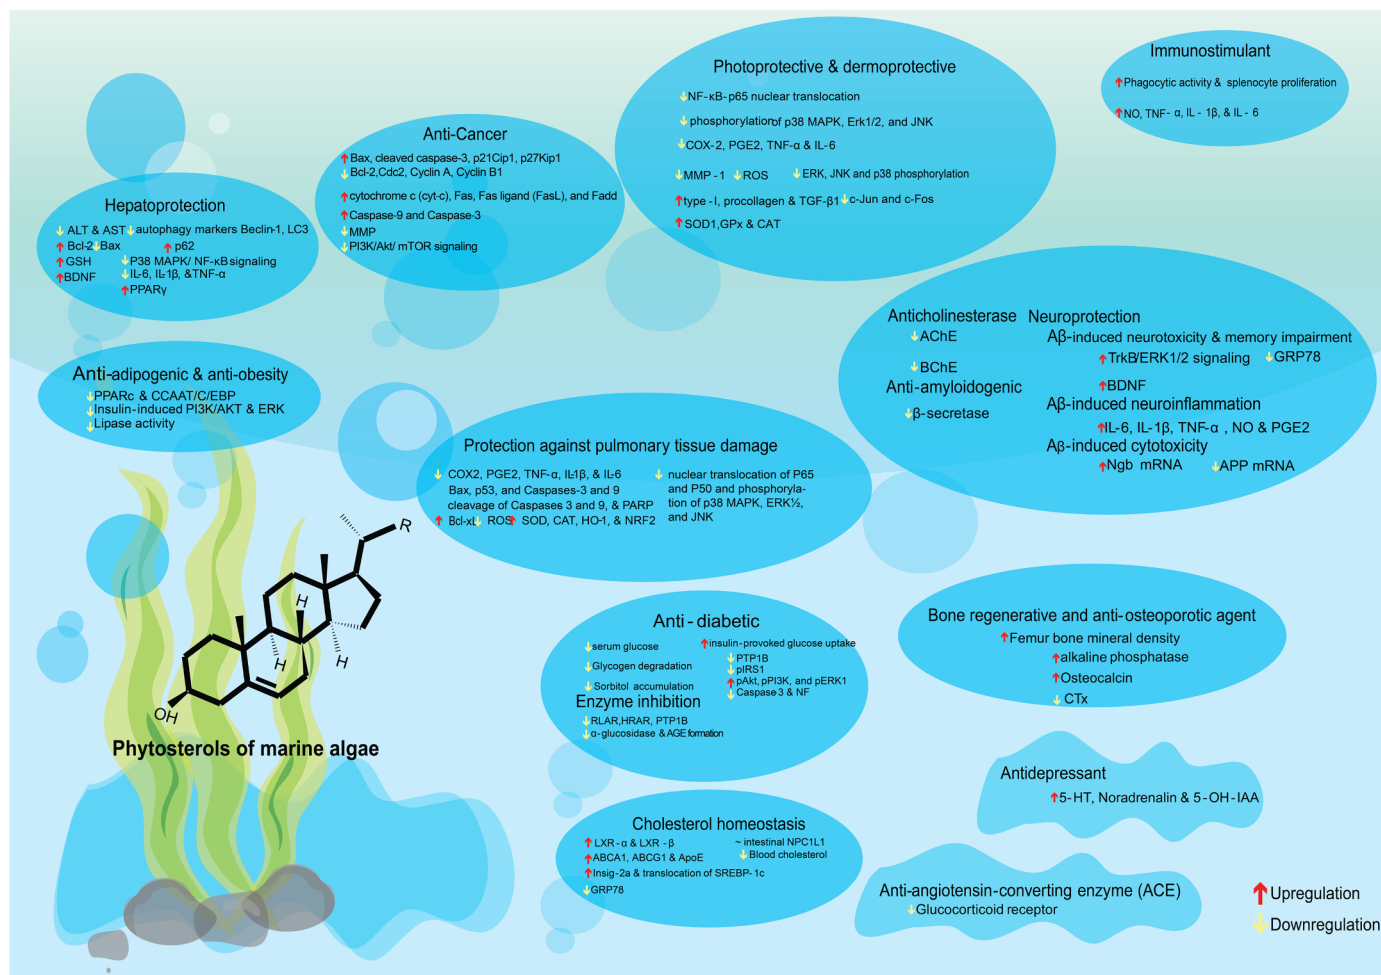 Immunostimulant
↑Phagocytic activity & splenocyte proliferation
↑NO, TNF- α, IL - 1β, & IL - 6
Photoprotective & dermoprotective
↓NF-κB-p65 nuclear translocation
↓phosphorylation of p38 MAPK, Erk1/2, and JNK
↓COX-2, PGE2, TNF-α & IL-6
↓MMP-1 ↓ROS ↓ERK, JNK and p38 phosphorylation
↑type-I, procollagen & TGF-β1 ↓c-Jun and c-Fos
↑SOD1,GPx & CAT
Anti-Cancer
↑Bax, cleaved caspase-3, p21Cip1, p27Kip1
↓Bcl-2,Cdc2, Cyclin A, Cyclin B1
↑cytochrome c (cyt-c), Fas, Fas ligand (FasL), and Fadd
↑Caspase-9 and Caspase-3
↓MMP
↓PI3K/Akt/ mTOR signaling
Hepatoprotection
↓ALT & AST ↓autophagy markers Beclin-1, LC3
↑Bcl-2 ↓Bax ↑p62
↑GSH ↓P38 MAPK/ NF-κB signaling
↓IL-6, IL-1β, &TNF-α
↑BDNF
↑PPARγ
Anticholinesterase
↓AChE
↓BChE
Anti-amyloidogenic
↓β-secretase
Neuroprotection
Aβ-induced neurotoxicity & memory impairment
↑TrkB/ERK1/2 signaling ↓GRP78
↑BDNF
Aβ-induced neuroinflammation
↑IL-6, IL-1β, TNF-α , NO & PGE2
Aβ-induced cytotoxicity
↑Ngb mRNA ↓APP mRNA
Anti-adipogenic & anti-obesity
↓PPARc & CCAAT/C/EBP
↓Insulin-induced PI3K/AKT & ERK
↓Lipase activity
Protection against pulmonary tissue damage
↓COX2, PGE2, TNF-α, IL-1β, & IL-6
Bax, p53, and Caspases-3 and 9
cleavage of Caspases 3 and 9, & PARP
↑Bcl-xL ↓ROS ↑SOD, CAT, HO-1, & NRF2
↓nuclear translocation of P65
and P50 and phosphoryla-
tion of p38 MAPK, ERK½,
and JNK
R
H
H
H
OH
Phytosterols of marine algae
Anti-diabetic
↓serum glucose
↓Glycogen degradation
↓Sorbitol accumulation
↑insulin-provoked glucose uptake
↓PTP1B
↓pIRS1
↑pAkt, pPI3K, and pERK1
↓Caspase 3 & NF
Enzyme inhibition
↓RLAR,HRAR, PTP1B
↓α-glucosidase & AGE formation
Bone regenerative and anti-osteoporotic agent
↑Femur bone mineral density
↑alkaline phosphatase
↑Osteocalcin
↓CTx
Antidepressant
↑5-HT, Noradrenalin & 5-OH-IAA
Cholesterol homeostasis
↑LXR-α & LXR-β
↑ABCA1, ABCG1 & ApoE
↑Insig-2a & translocation of SREBP-1c
↓GRP78
~ intestinal NPC1L1
↓Blood cholesterol
Anti-angiotensin-converting enzyme (ACE)
↓Glucocorticoid receptor
↑Upregulation
↓Downregulation